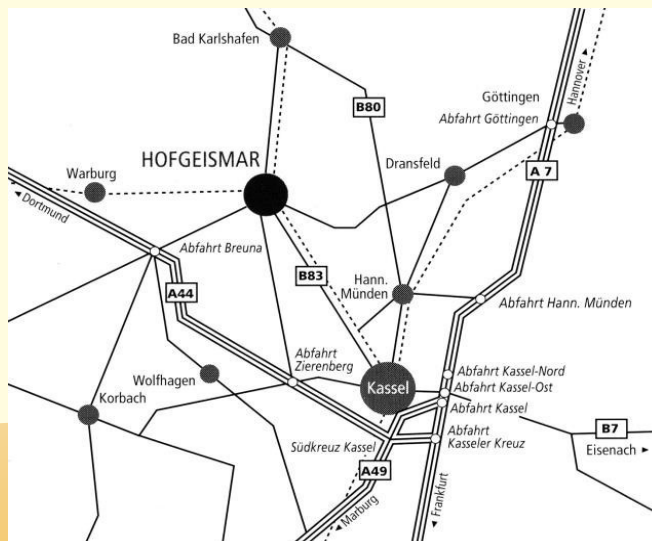 Bad Karlshafen
B80
Göttingen
Abfahrt Göttingen
Hannover
HOFGEISMAR
Warburg
Dransfeld
A 7
Dortmund
Abfahrt Breuna
B83
Hann.
Münden
A44
Abfahrt Hann. Münden
Abfahrt
Zierenberg
Wolfhagen
Kassel
Abfahrt Kassel-Nord
Abfahrt Kassel-Ost
Abfahrt Kassel
Korbach
Südkreuz Kassel
Abfahrt
Kasseler Kreuz
B7
Eisenach
A49
Marburg
Frankfurt